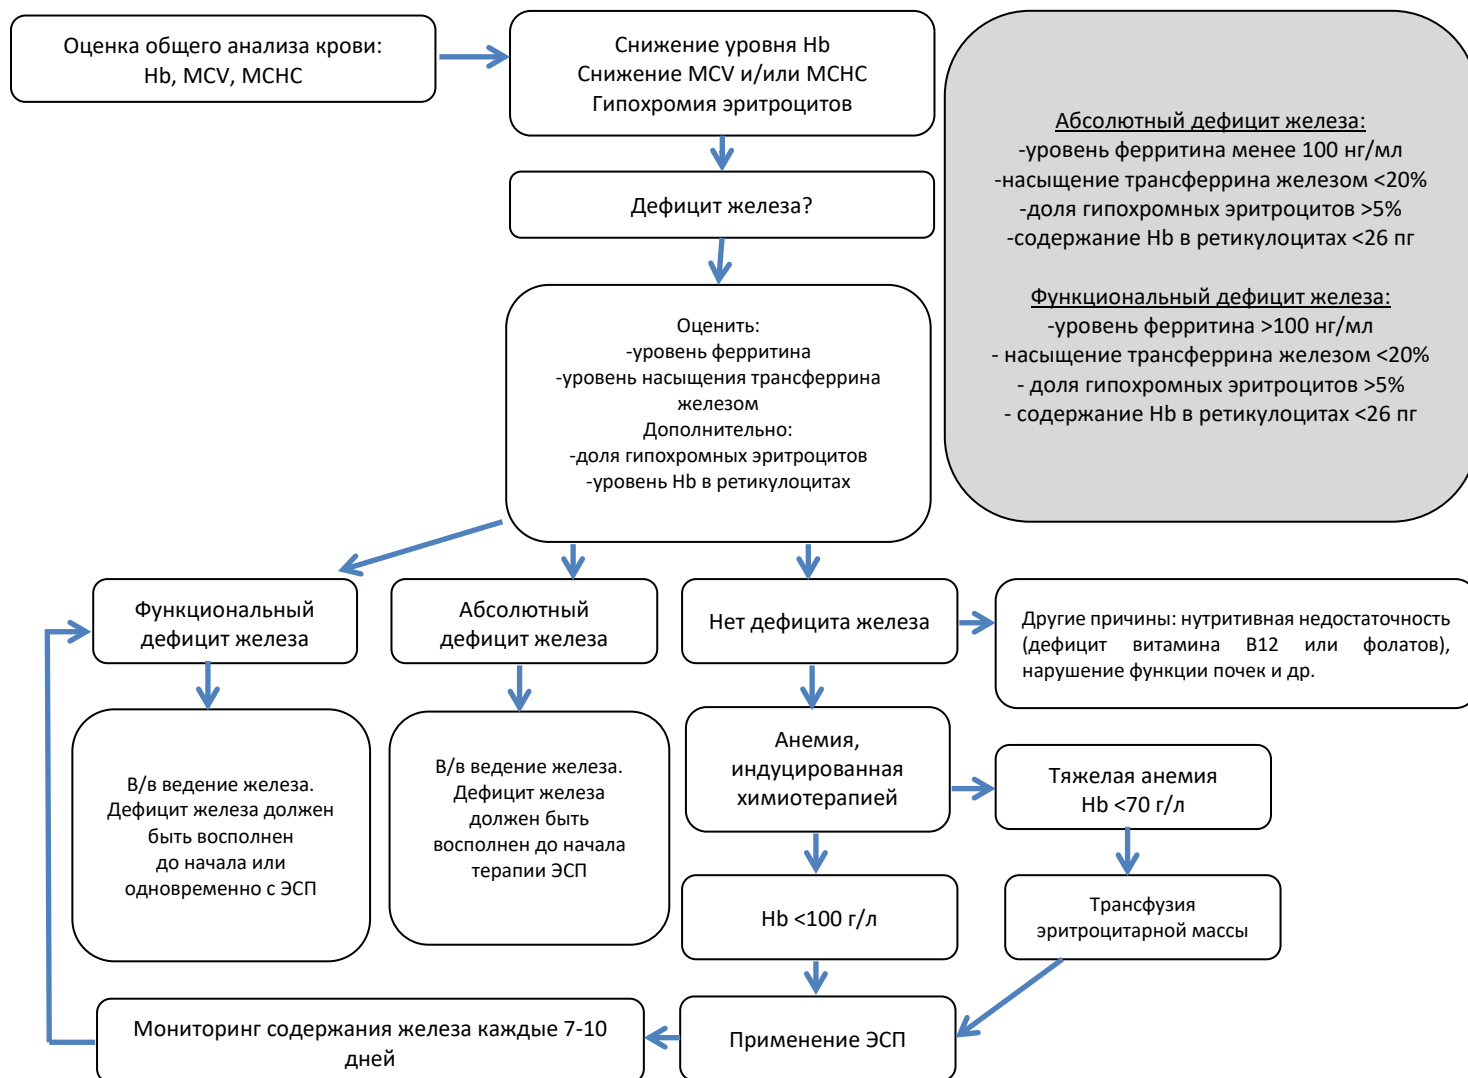 Оценка общего анализа крови:
Hb, MCV, MCHC
Снижение уровня Hb
Снижение MCV и/или MCHC
Гипохромия эритроцитов
Абсолютный дефицит железа:
-уровень ферритина менее 100 нг/мл
-насыщение трансферрина железом <20%
-доля гипохромных эритроцитов >5%
-содержание Hb в ретикулоцитах <26 пг
Функциональный дефицит железа:
-уровень ферритина >100 нг/мл
- насыщение трансферрина железом <20%
- доля гипохромных эритроцитов >5%
- содержание Hb в ретикулоцитах <26 пг
Дефицит железа?
Оценить:
-уровень ферритина
-уровень насыщения трансферрина
железом
Дополнительно:
-доля гипохромных эритроцитов
-уровень Hb в ретикулоцитах
Функциональный
дефицит железа
Абсолютный
дефицит железа
Нет дефицита железа
Другие причины: нутритивная недостаточность
(дефицит витамина B12 или фолатов),
нарушение функции почек и др.
В/в ведение железа.
Дефицит железа должен
быть восполнен
до начала или
одновременно с ЭСП
В/в ведение железа.
Дефицит железа
должен быть
восполнен до начала
терапии ЭСП
Анемия,
индуцированная
химиотерапией
Тяжелая анемия
Hb <70 г/л
Hb <100 г/л
Трансфузия
эритроцитарной массы
Мониторинг содержания железа каждые 7-10
дней
Применение ЭСП